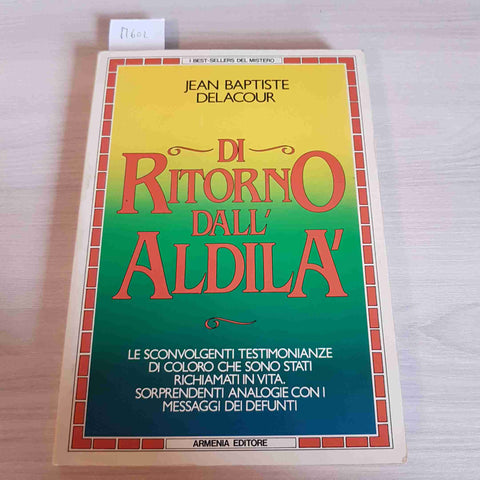 I BEST-SELLERS DEL MISTERO
JEAN BAPTISTE
DELACOUR
DI
RITORNO
DALL'
ALDILA'
LE SCONVOLGENTI TESTIMONIANZE
DI COLORO CHE SONO STATI
RICHIAMATI IN VITA.
SORPRENDENTI ANALOGIE CON I
MESSAGGI DEI DEFUNTI
ARMENIA EDITORE